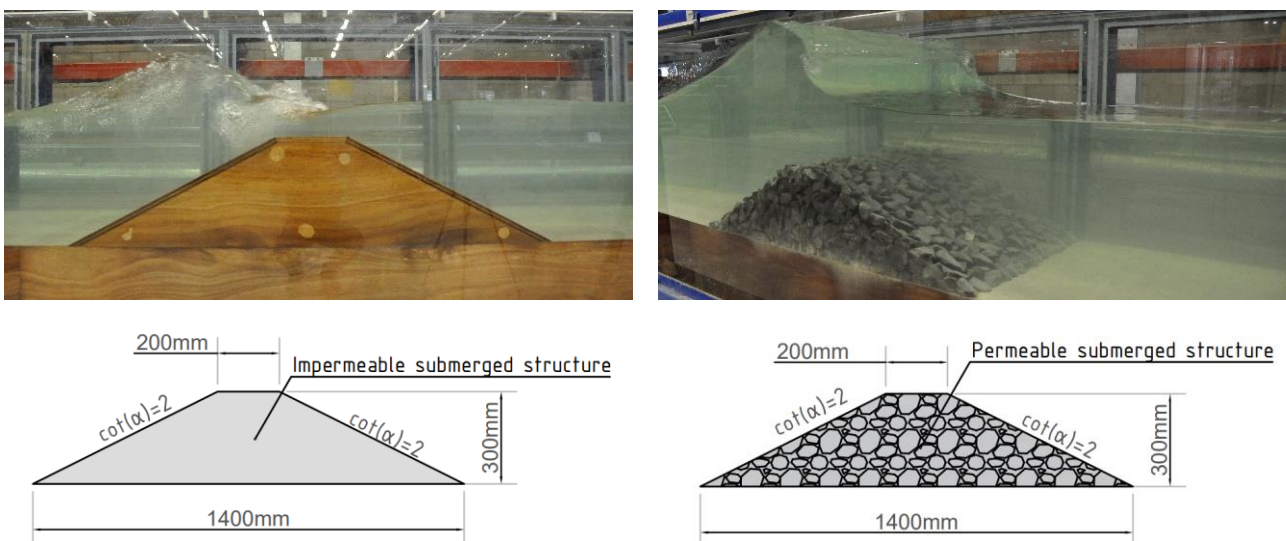 200mm
Impermeable submerged structure
cot(α)=2
cot(α)=2
300mm
1400mm
200mm
Permeable submerged structure
cot(α)=2
cot(α)=2
300mm
1400mm